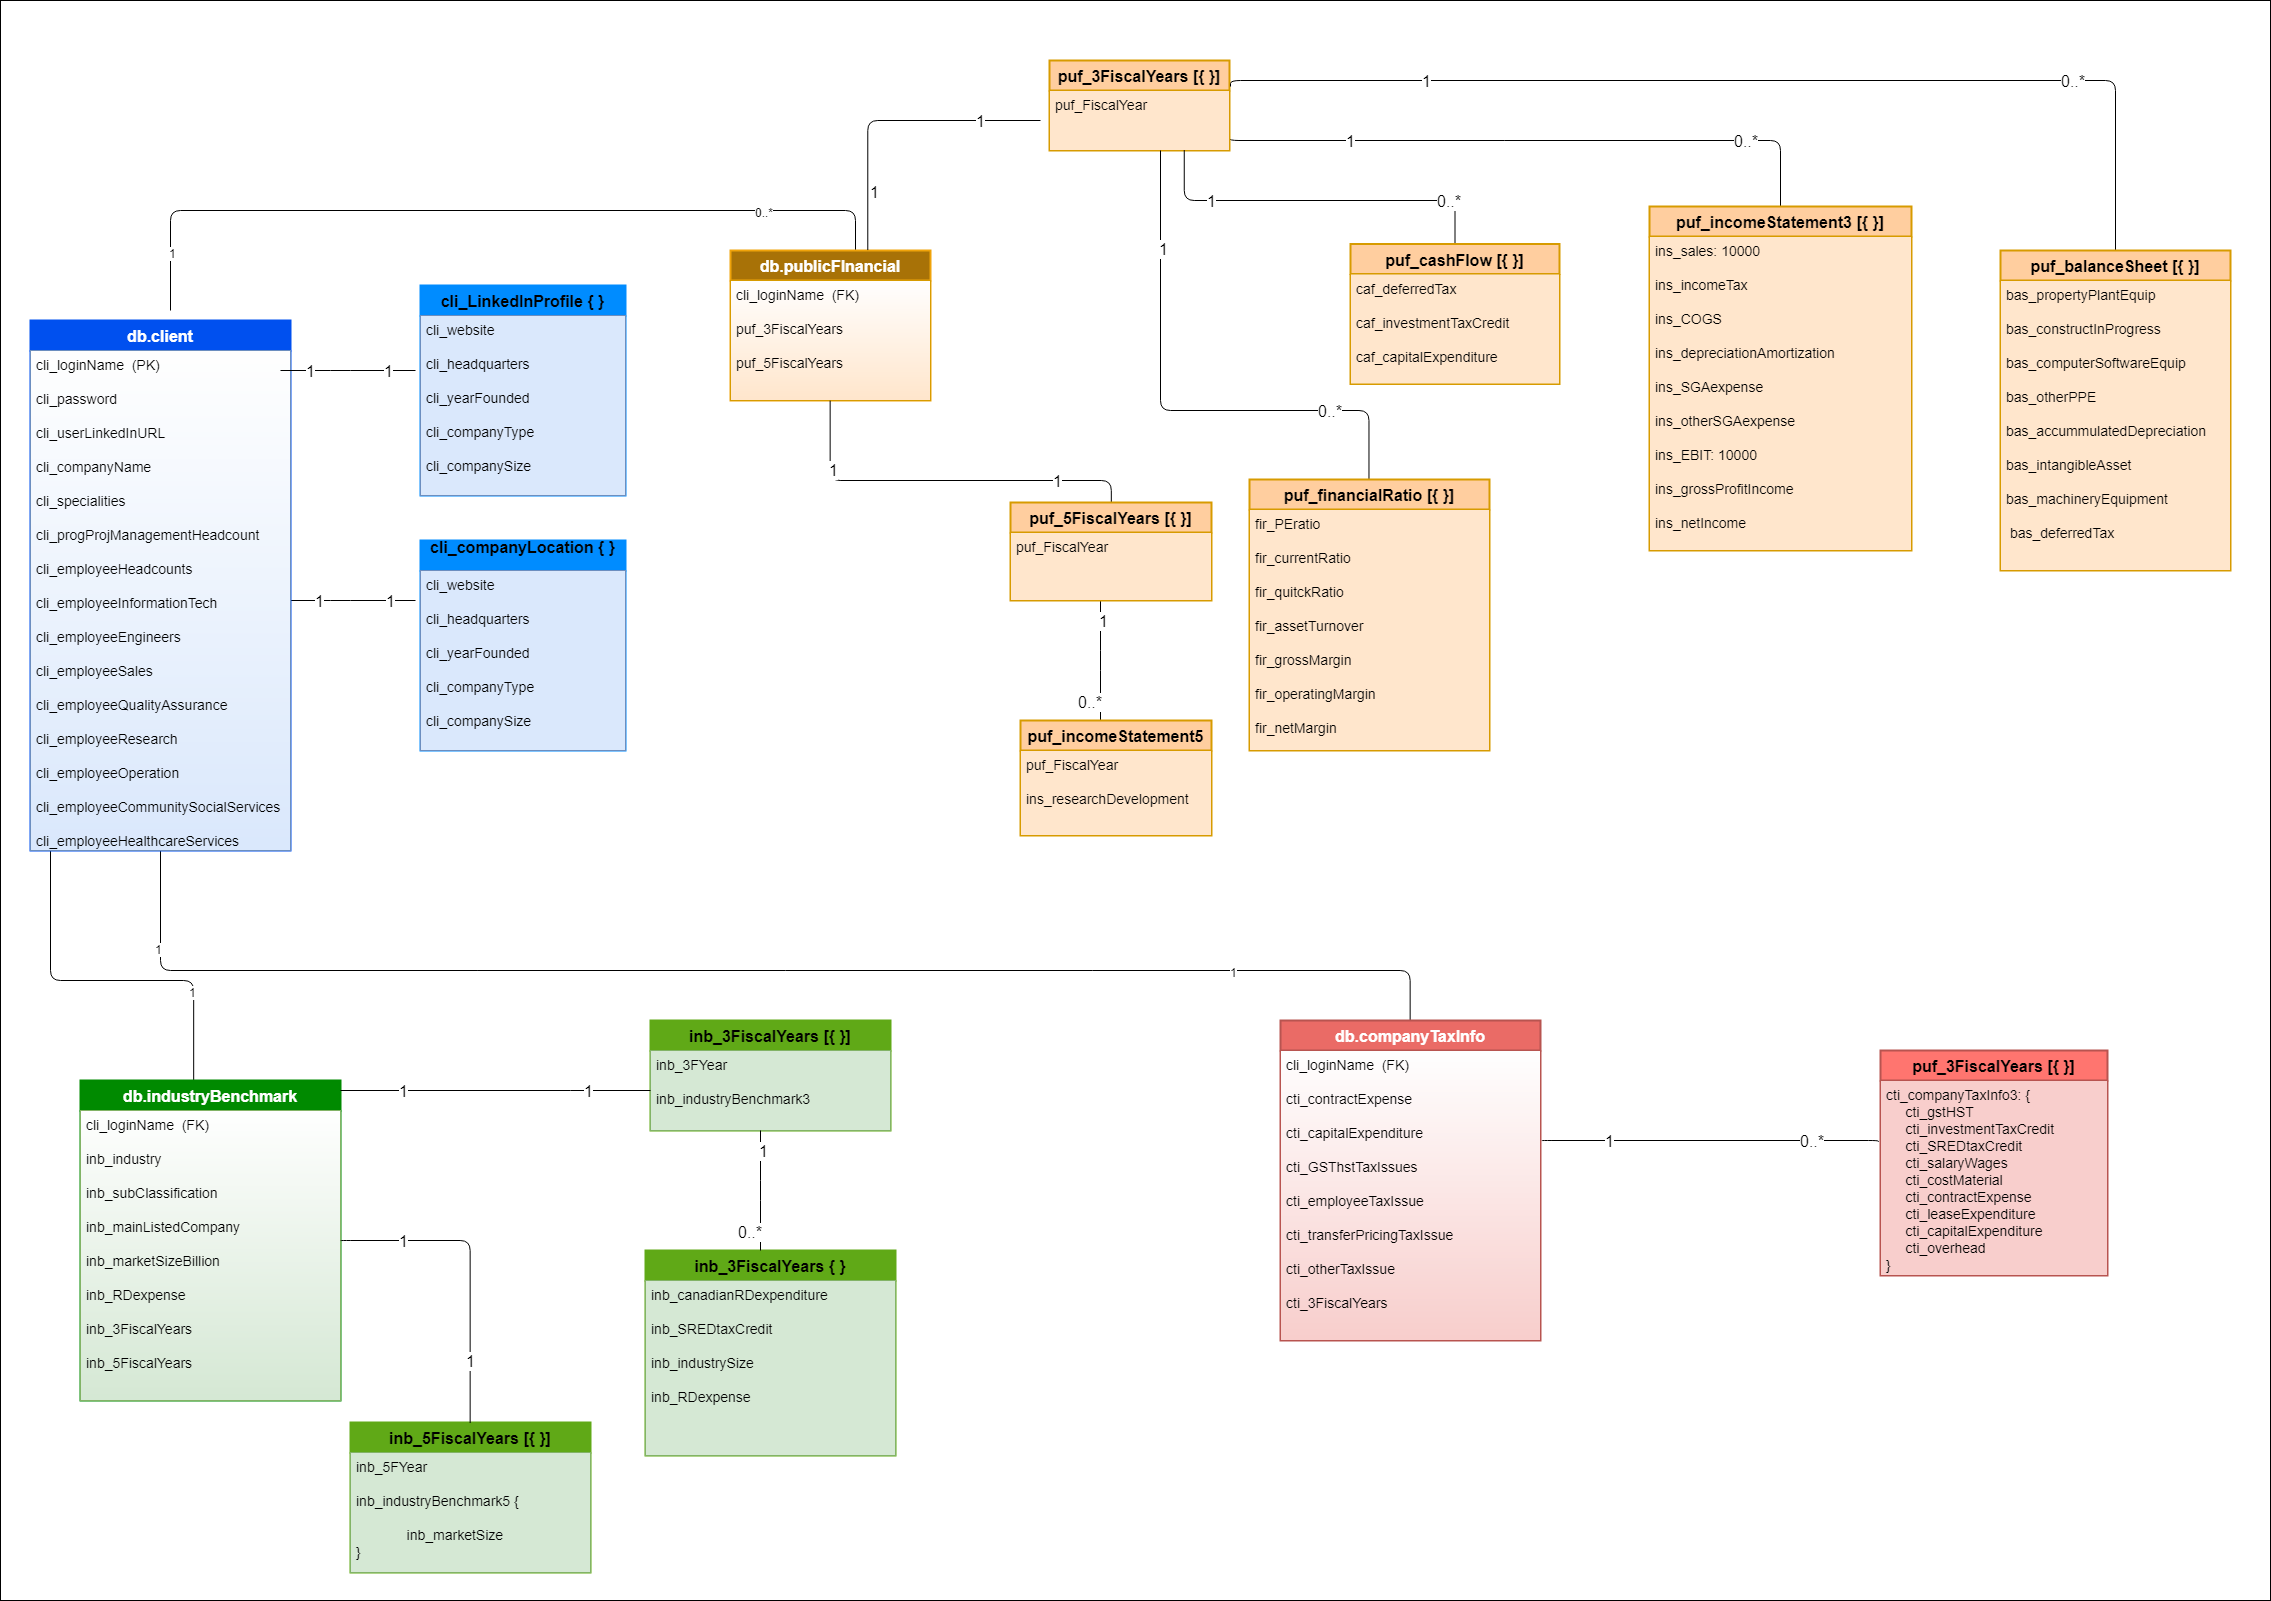 puf_3FiscalYears [{ }]
puf_FiscalYear
1
0..*
1
0..*
1
1
1
0..*
1
0..*
1
0..*
puf_incomeStatement3 [{ }]
ins_sales: 10000
ins_incomeTax
ins_COGS
ins_depreciationAmortization
ins_SGAexpense
ins_otherSGAexpense
ins_EBIT: 10000
ins_grossProfitIncome
ins_netIncome
puf_balanceSheet [{ }]
bas_propertyPlantEquip
bas_constructInProgress
bas_computerSoftwareEquip
bas_otherPPE
bas_accummulatedDepreciation
bas_intangibleAsset
bas_machineryEquipment
bas_deferredTax
puf_cashFlow [{ }]
caf_deferredTax
caf_investmentTaxCredit
caf_capitalExpenditure
0..*
1
db.publicFInancial
cli_loginName  (FK)
puf_3FiscalYears
puf_5FiscalYears
cli_LinkedInProfile { }
cli_website
cli_headquarters
cli_yearFounded
cli_companyType
cli_companySize
db.client
cli_loginName  (PK)
cli_password
cli_userLinkedInURL
cli_companyName
cli_specialities
cli_progProjManagementHeadcount
cli_employeeHeadcounts
cli_employeeInformationTech
cli_employeeEngineers
cli_employeeSales
cli_employeeQualityAssurance
cli_employeeResearch
cli_employeeOperation
cli_employeeCommunitySocialServices
cli_employeeHealthcareServices
1
1
1
1
cli_companyLocation { }
cli_website
cli_headquarters
cli_yearFounded
cli_companyType
cli_companySize
1
1
puf_5FiscalYears [{ }]
puf_FiscalYear
1
0..*
puf_incomeStatement5
puf_FiscalYear
ins_researchDevelopment
puf_financialRatio [{ }]
fir_PEratio
fir_currentRatio
fir_quitckRatio
fir_assetTurnover
fir_grossMargin
fir_operatingMargin
fir_netMargin
1
1
1
db.industryBenchmark
cli_loginName  (FK)
inb_industry
inb_subClassification
inb_mainListedCompany
inb_marketSizeBillion
inb_RDexpense
inb_3FiscalYears
inb_5FiscalYears
1
1
inb_3FiscalYears [{ }]
inb_3FYear
inb_industryBenchmark3
1
0..*
inb_3FiscalYears { }
inb_canadianRDexpenditure
inb_SREDtaxCredit
inb_industrySize
inb_RDexpense
1
1
inb_5FiscalYears [{ }]
inb_5FYear
inb_industryBenchmark5 {
inb_marketSize
}
db.companyTaxInfo
cli_loginName  (FK)
cti_contractExpense
cti_capitalExpenditure
cti_GSThstTaxIssues
cti_employeeTaxIssue
cti_transferPricingTaxIssue
cti_otherTaxIssue
cti_3FiscalYears
1
0..*
puf_3FiscalYears [{ }]
cti_companyTaxInfo3: {
cti_gstHST
cti_investmentTaxCredit
cti_SREDtaxCredit
cti_salaryWages
cti_costMaterial
cti_contractExpense
cti_leaseExpenditure
cti_capitalExpenditure
cti_overhead
}